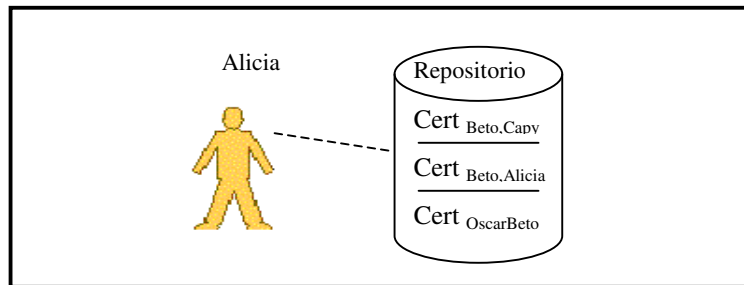 Alicia
Repositorio
Cert Beto,Capy
Cert Beto,Alicia
Cert OscarBeto